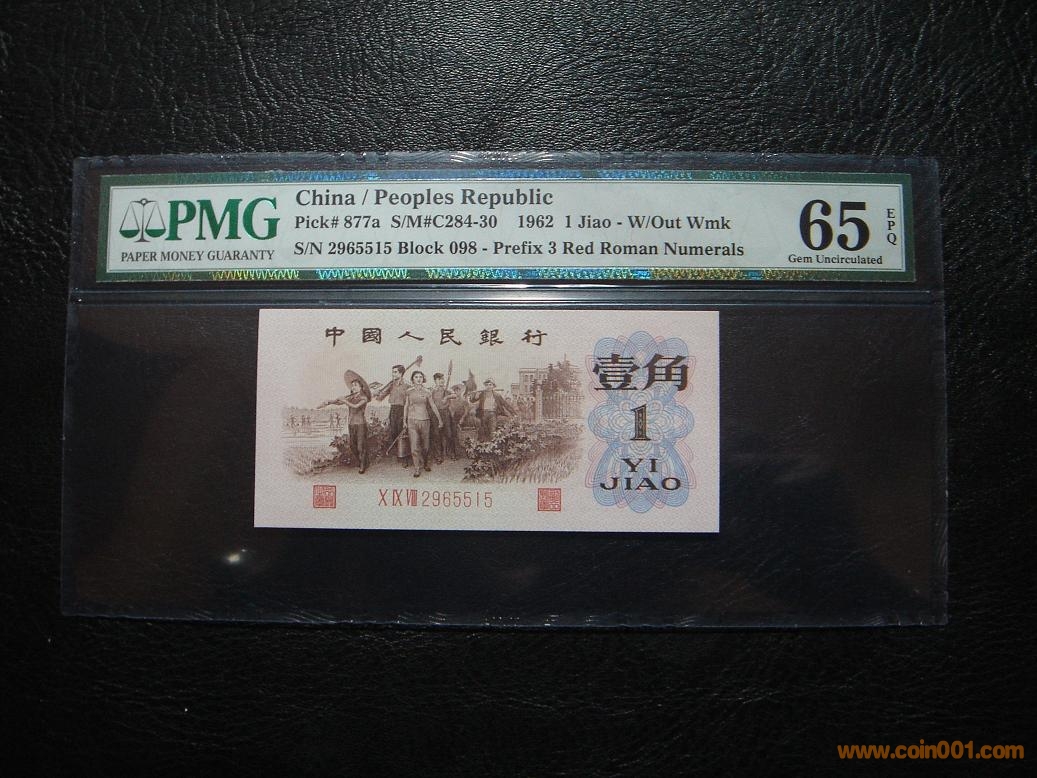 PMG
PAPER MONEY GUARANTY
China / Peoples Republic
Pick# 877a S/M#C284-30 1962 1 Jiao - W/Out Wmk
S/N 2965515 Block 098 - Prefix 3 Red Roman Numerals
65
EPQ
Gem Uncirculated
中國人民銀行
壹角
1
YI
JIAO
X IX VIII 2965515
www.coin001.com